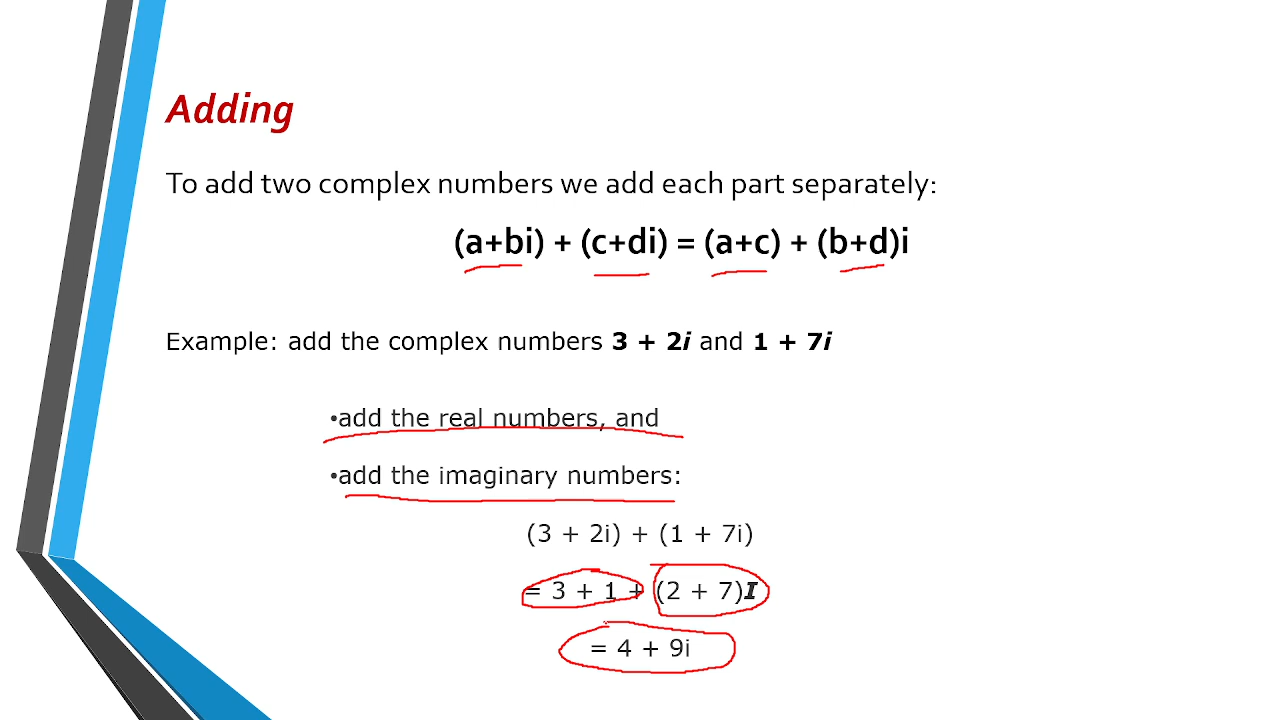 Adding
To add two complex numbers we add each part separately:
(a+bi) + (c+di) = (a+c) + (b+d)i
Example: add the complex numbers 3 + 2i and 1 + 7i
•add the real numbers, and
•add the imaginary numbers:
(3 + 2i) + (1 + 7i)
= 3 + 1 + (2 + 7)I
= 4 + 9i